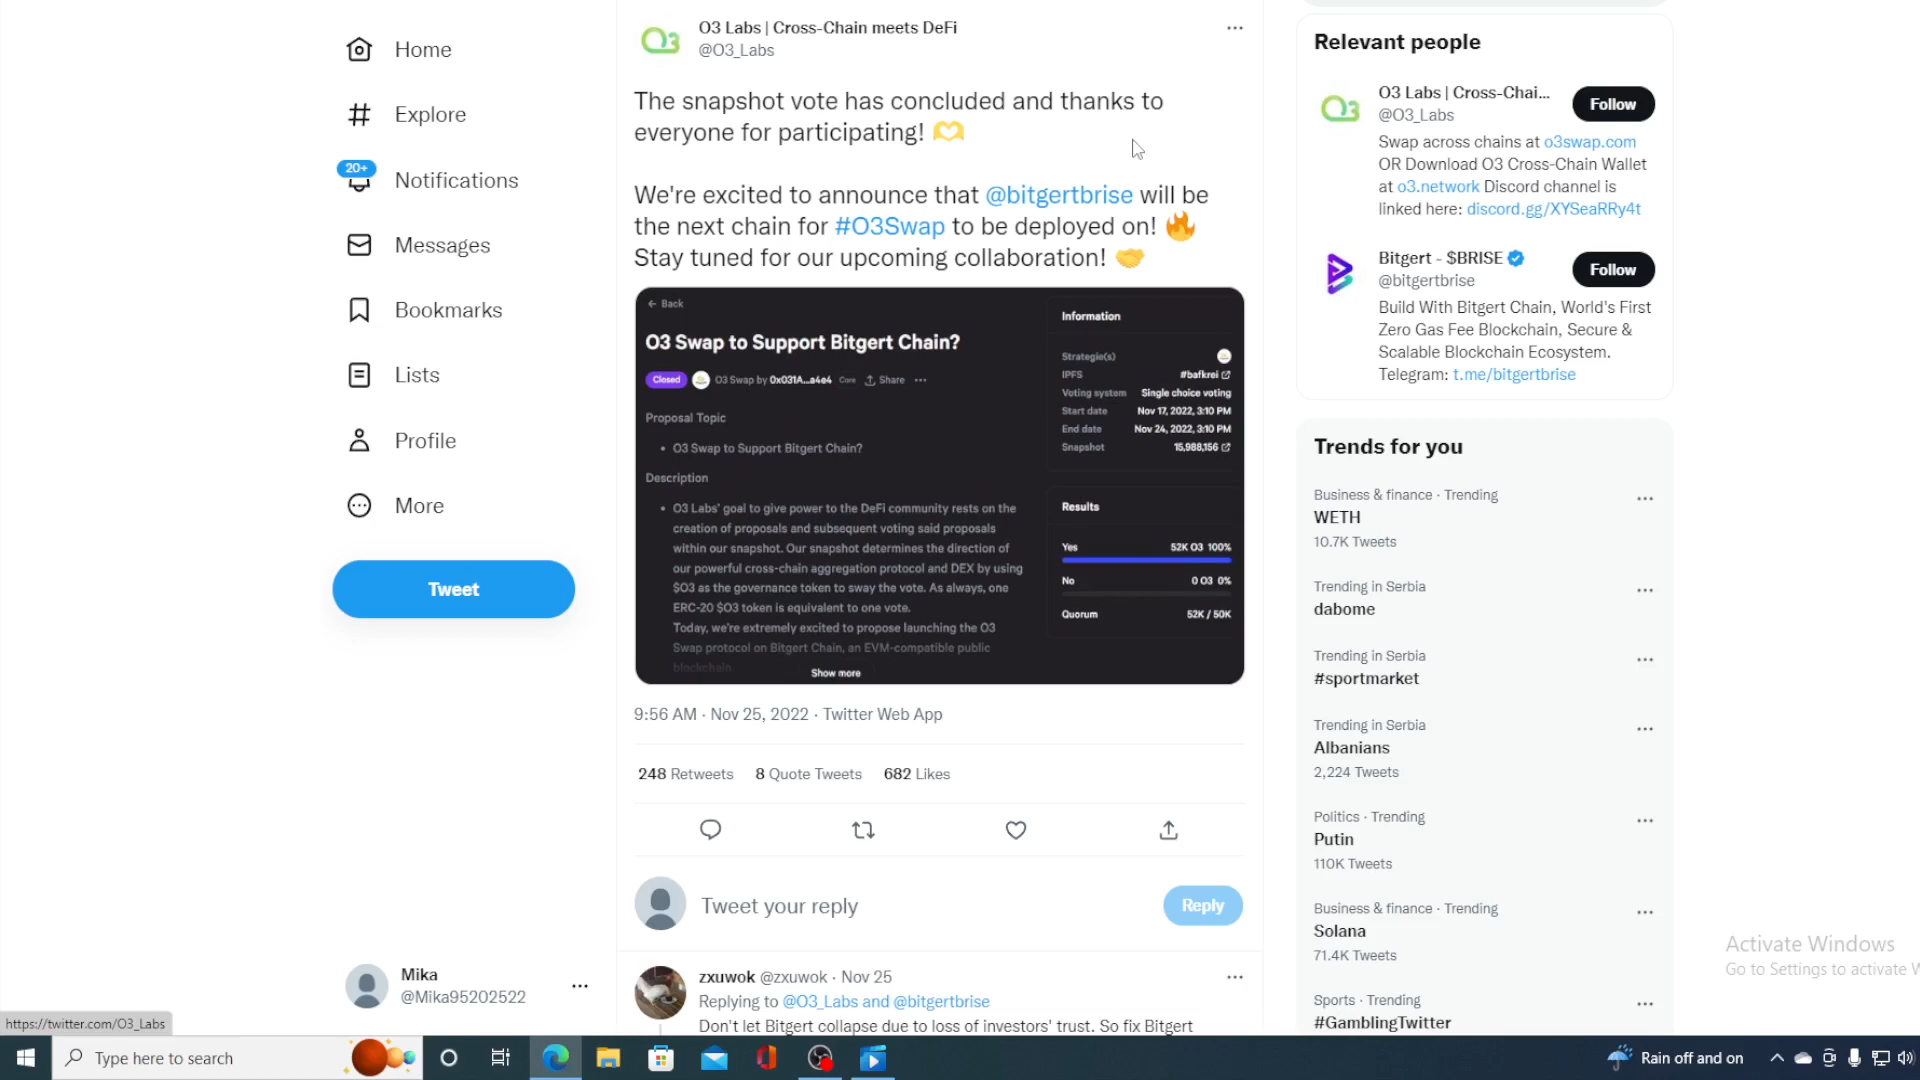 Home
Explore
20+
Notifications
Messages
Bookmarks
Lists
Profile
More
Tweet
Mika
@Mika95202522
O3 Labs | Cross-Chain meets DeFi
@O3_Labs
The snapshot vote has concluded and thanks to
everyone for participating!
We're excited to announce that @bitgertbrise will be
the next chain for #O3Swap to be deployed on!
Stay tuned for our upcoming collaboration!
← Back
O3 Swap to Support Bitgert Chain?
Closed O3 Swap by 0x031A...a4e4 Core Share
Proposal Topic
• O3 Swap to Support Bitgert Chain?
Description
• O3 Labs' goal to give power to the DeFi community rests on the
creation of proposals and subsequent voting said proposals
within our snapshot. Our snapshot determines the direction of
our powerful cross-chain aggregation protocol and DEX by using
$O3 as the governance token to sway the vote. As always, one
ERC-20 $O3 token is equivalent to one vote.
Today, we're extremely excited to propose launching the O3
Swap protocol on Bitgert Chain, an EVM-compatible public
blockchain.
Show more
Information
Strategie(s)
IPFS #bafkrei
Voting system Single choice voting
Start date Nov 17, 2022, 3:10 PM
End date Nov 24, 2022, 3:10 PM
Snapshot 15,988,156
Results
Yes 52K O3 100%
No 0 O3 0%
Quorum 52K / 50K
9:56 AM · Nov 25, 2022 · Twitter Web App
248 Retweets 8 Quote Tweets 682 Likes
Tweet your reply
Reply
zxuwok @zxuwok · Nov 25
Replying to @O3_Labs and @bitgertbrise
Don't let Bitgert collapse due to loss of investors' trust. So fix Bitgert
Relevant people
O3 Labs | Cross-Chai...
@O3_Labs
Follow
Swap across chains at o3swap.com
OR Download O3 Cross-Chain Wallet
at o3.network Discord channel is
linked here: discord.gg/XYSeaRRy4t
Bitgert - $BRISE
@bitgertbrise
Follow
Build With Bitgert Chain, World's First
Zero Gas Fee Blockchain, Secure &
Scalable Blockchain Ecosystem.
Telegram: t.me/bitgertbrise
Trends for you
Business & finance · Trending
WETH
10.7K Tweets
Trending in Serbia
dabome
Trending in Serbia
#sportmarket
Trending in Serbia
Albanians
2,224 Tweets
Politics · Trending
Putin
110K Tweets
Business & finance · Trending
Solana
71.4K Tweets
Sports · Trending
#GamblingTwitter
Activate Windows
Go to Settings to activate W
https://twitter.com/O3_Labs
Type here to search
Rain off and on